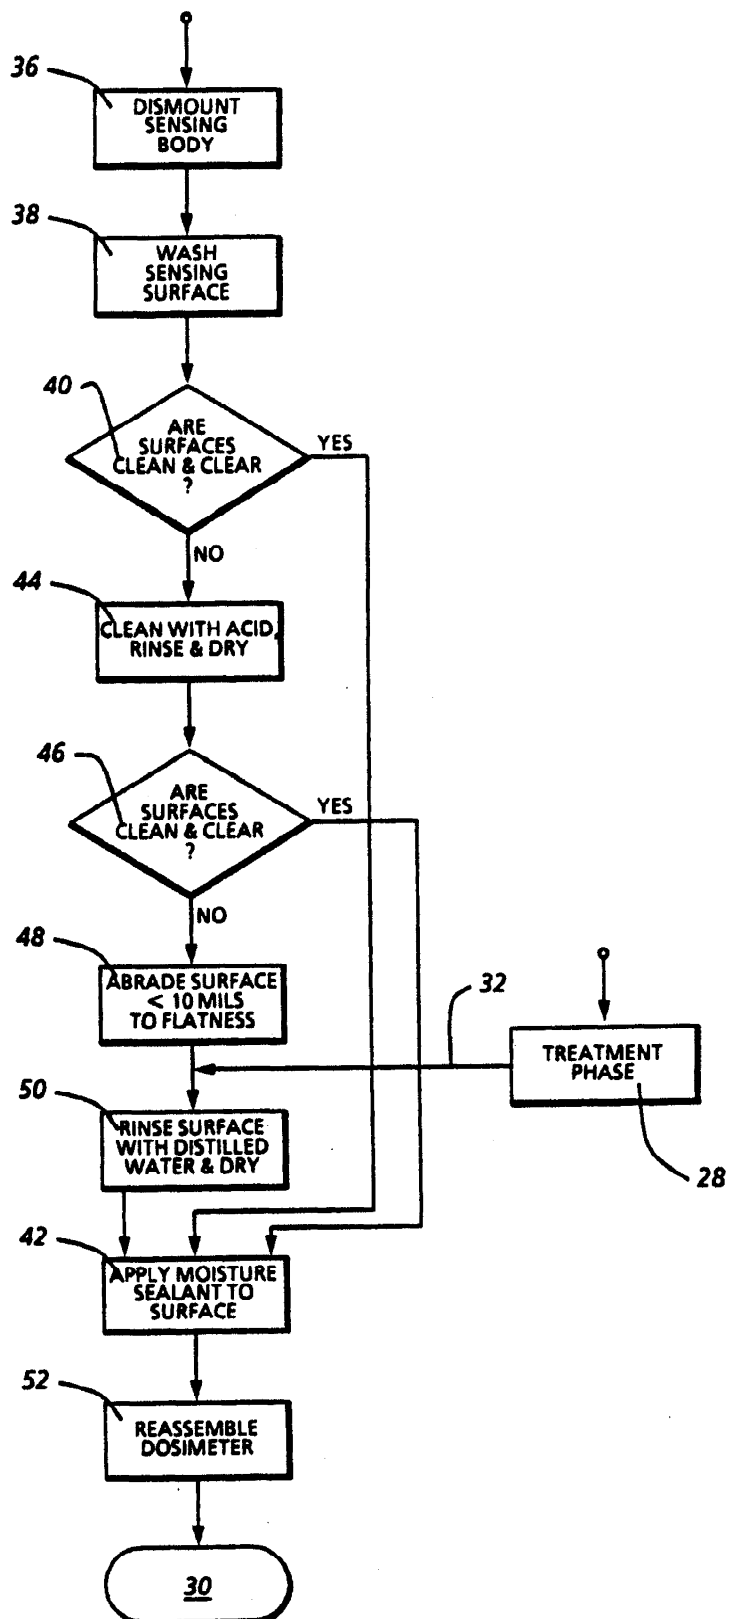 36
DISMOUNT
SENSING
BODY
38
WASH
SENSING
SURFACE
40
ARE
SURFACES
CLEAN & CLEAR
?
YES
NO
44
CLEAN WITH ACID,
RINSE & DRY
46
ARE
SURFACES
CLEAN & CLEAR
?
YES
NO
48
ABRADE SURFACE
< 10 MILS
TO FLATNESS
32
TREATMENT
PHASE
28
50
RINSE SURFACE
WITH DISTILLED
WATER & DRY
42
APPLY MOISTURE
SEALANT TO
SURFACE
52
REASSEMBLE
DOSIMETER
30